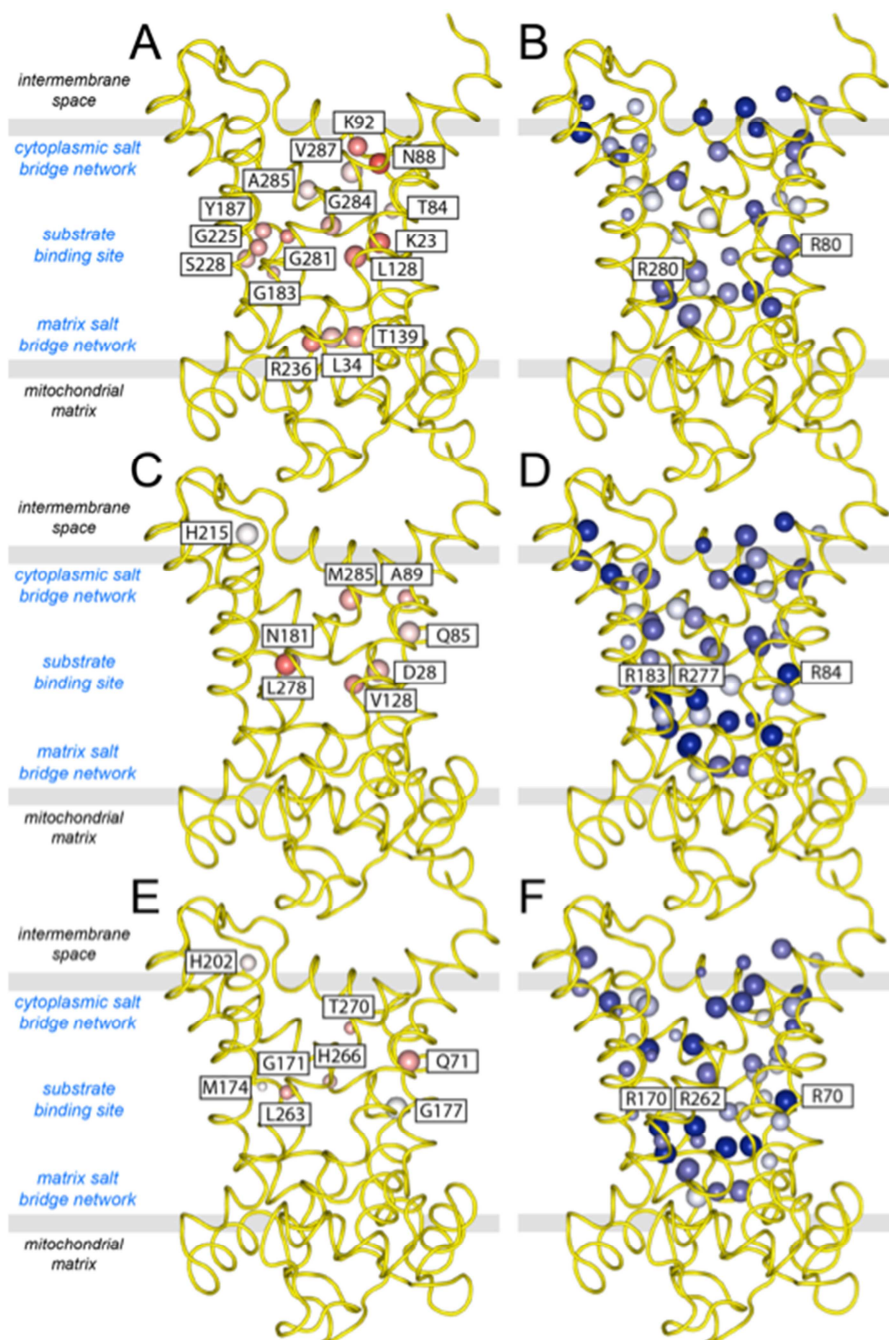 A
B
intermembrane
space
K92
cytoplasmic salt
bridge network
V287
N88
A285
G284
Y187
T84
G225
substrate
binding site
K23
R80
S228
G281
L128
R280
G183
matrix salt
bridge network
T139
R236
L34
mitochondrial
matrix
C
D
intermembrane
space
H215
cytoplasmic salt
bridge network
M285
A89
N181
Q85
substrate
binding site
D28
R183
R277
R84
L278
V128
matrix salt
bridge network
mitochondrial
matrix
E
F
intermembrane
space
H202
cytoplasmic salt
bridge network
T270
G171
H266
Q71
substrate
binding site
M174
R170
R262
R70
L263
G177
matrix salt
bridge network
mitochondrial
matrix